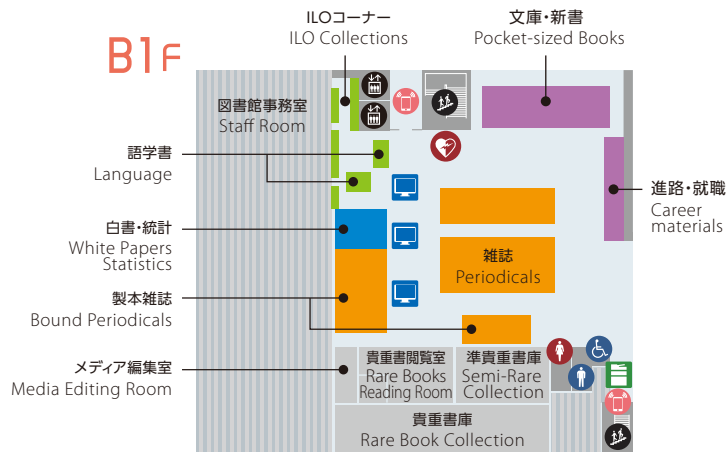 B1F
ILOコーナー
ILO Collections
文庫・新書
Pocket-sized Books
図書館事務室
Staff Room
語学書
Language
進路・就職
Career
materials
白書・統計
White Papers
Statistics
雑誌
Periodicals
製本雑誌
Bound Periodicals
メディア編集室
Media Editing Room
貴重書閲覧室
Rare Books
Reading Room
準貴重書庫
Semi-Rare
Collection
貴重書庫
Rare Book Collection